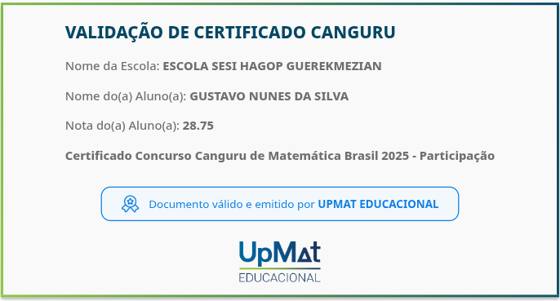 VALIDAÇÃO DE CERTIFICADO CANGURU
Nome da Escola: ESCOLA SESI HAGOP GUEREKMEZIAN
Nome do(a) Aluno(a): GUSTAVO NUNES DA SILVA
Nota do(a) Aluno(a): 28.75
Certificado Concurso Canguru de Matemática Brasil 2025 - Participação
Documento válido e emitido por UPMAT EDUCACIONAL
UpMat
EDUCACIONAL